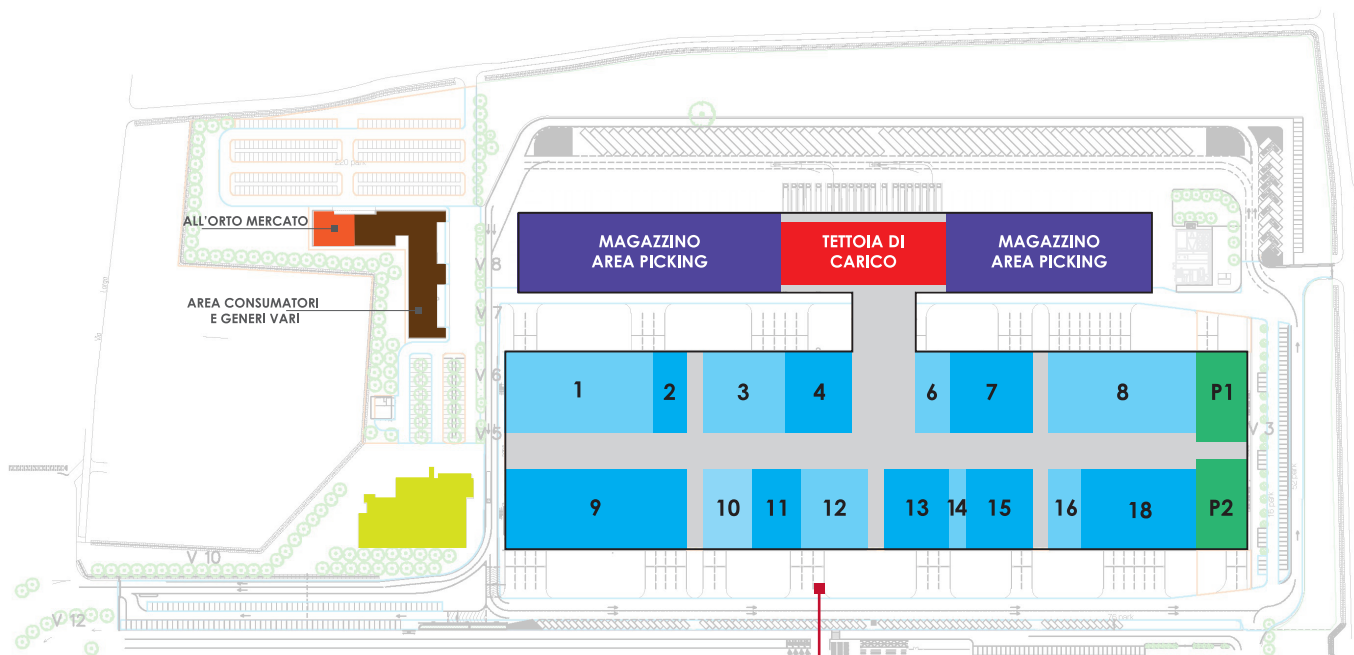 ALL'ORTO MERCATO
AREA CONSUMATORI
E GENERI VARI
MAGAZZINO
AREA PICKING
TETTOIA DI
CARICO
MAGAZZINO
AREA PICKING
V 8
V 7
V 6
V 5
V 3
V 10
V 12
1
2
3
4
6
7
8
P1
9
10
11
12
13
14
15
16
18
P2